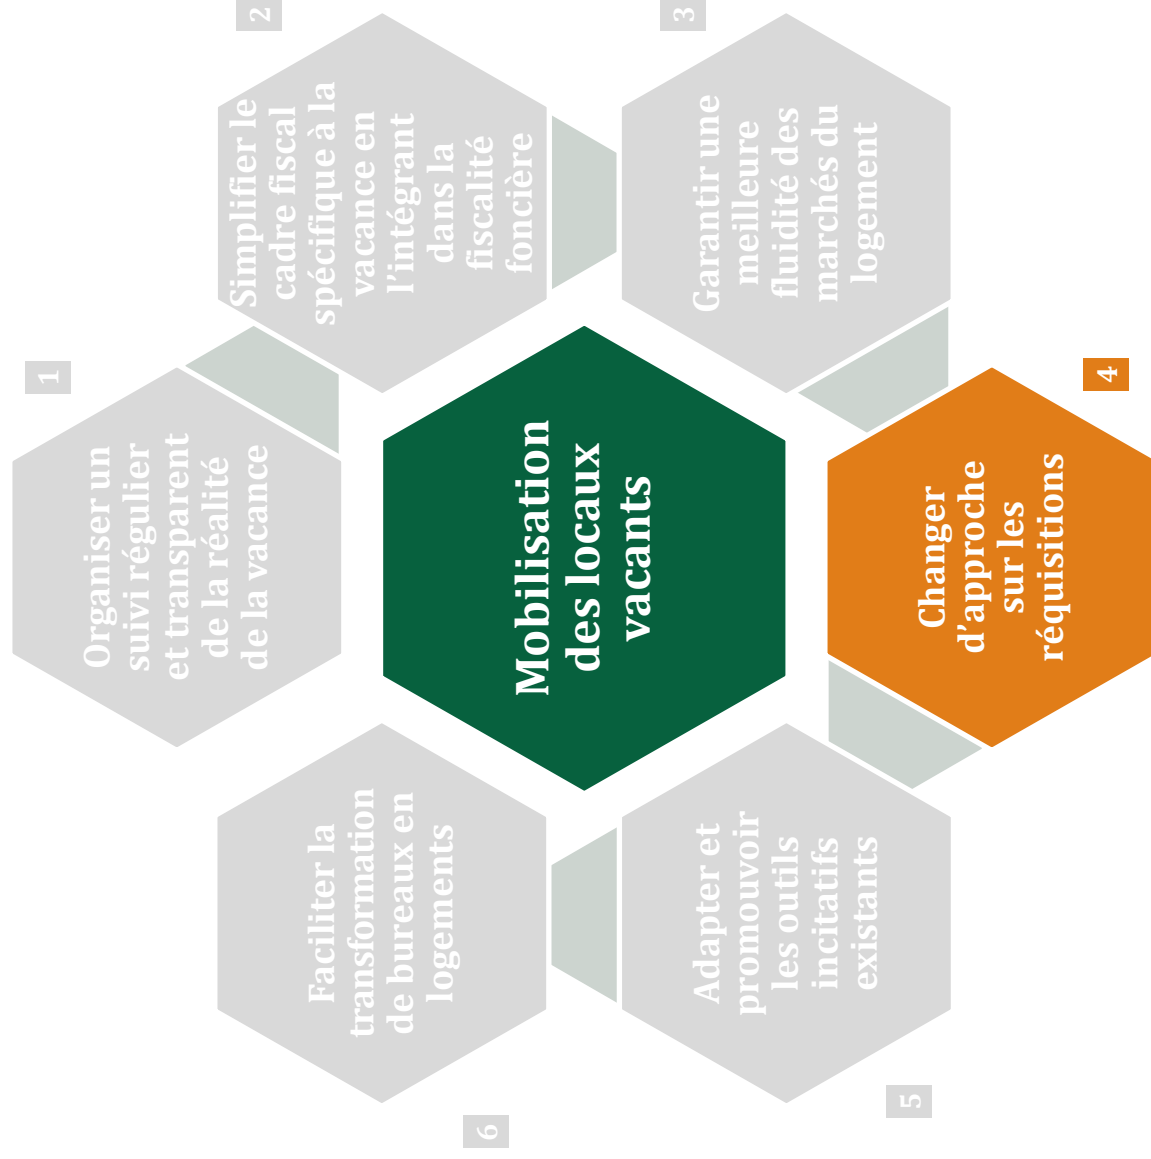 Mobilisation
des locaux
vacants
1
Organiser un
suivi régulier
et transparent
de la réalité
de la vacance
2
Simplifier le
cadre fiscal
spécifique à la
vacance en
l’intégrant
dans la
fiscalité
foncière
3
Garantir une
meilleure
fluidité des
marchés du
logement
4
Changer
d’approche
sur les
réquisitions
5
Adapter et
promouvoir
les outils
incitatifs
existants
6
Faciliter la
transformation
de bureaux en
logements